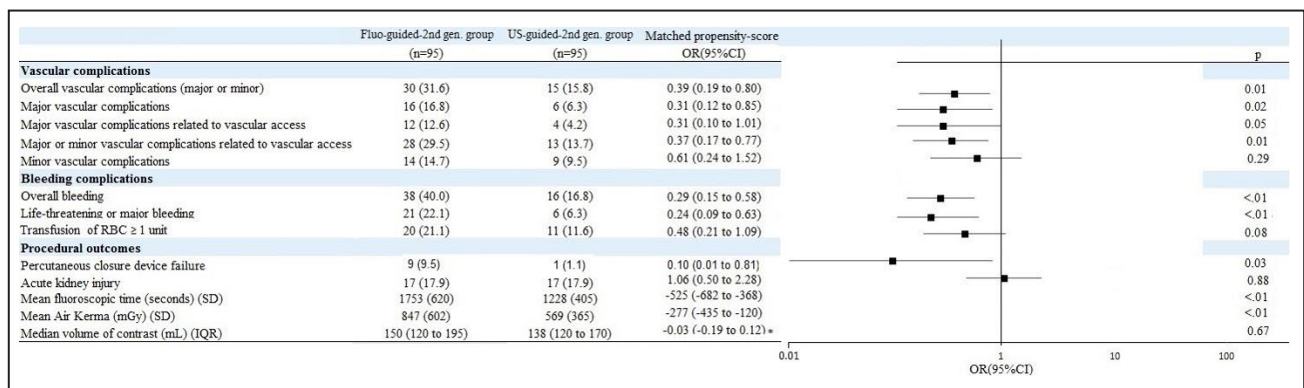 Fluo-guided-2nd gen. group US-guided-2nd gen. group Matched propensity-score
(n=95) (n=95) OR(95%CI) p
Vascular complications
Overall vascular complications (major or minor) 30 (31.6) 15 (15.8) 0.39 (0.19 to 0.80) 0.01
Major vascular complications 16 (16.8) 6 (6.3) 0.31 (0.12 to 0.85) 0.02
Major vascular complications related to vascular access 12 (12.6) 4 (4.2) 0.31 (0.10 to 1.01) 0.05
Major or minor vascular complications related to vascular access 28 (29.5) 13 (13.7) 0.37 (0.17 to 0.77) 0.01
Minor vascular complications 14 (14.7) 9 (9.5) 0.61 (0.24 to 1.52) 0.29
Bleeding complications
Overall bleeding 38 (40.0) 16 (16.8) 0.29 (0.15 to 0.58) <.01
Life-threatening or major bleeding 21 (22.1) 6 (6.3) 0.24 (0.09 to 0.63) <.01
Transfusion of RBC ≥ 1 unit 20 (21.1) 11 (11.6) 0.48 (0.21 to 1.09) 0.08
Procedural outcomes
Percutaneous closure device failure 9 (9.5) 1 (1.1) 0.10 (0.01 to 0.81) 0.03
Acute kidney injury 17 (17.9) 17 (17.9) 1.06 (0.50 to 2.28) 0.88
Mean fluoroscopic time (seconds) (SD) 1753 (620) 1228 (405) -525 (-682 to -368) <.01
Mean Air Kerma (mGy) (SD) 847 (602) 569 (365) -277 (-435 to -120) <.01
Median volume of contrast (mL) (IQR) 150 (120 to 195) 138 (120 to 170) -0.03 (-0.19 to 0.12)* 0.67
0.01 1 10 100
OR(95%CI)